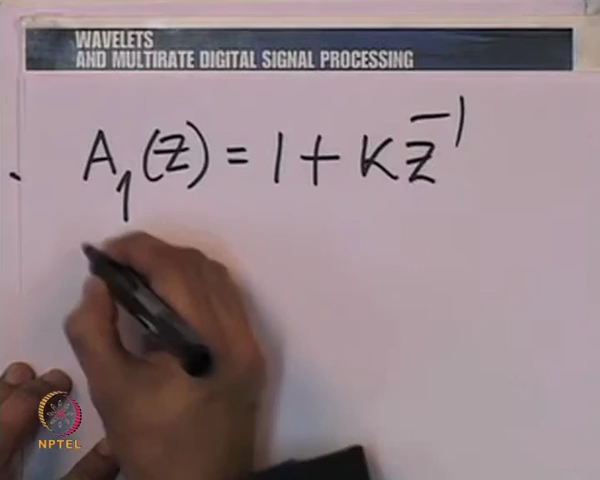 WAVELETS
AND MULTIRATE DIGITAL SIGNAL PROCESSING
A₁(z) = 1 + Kz⁻¹
NPTEL